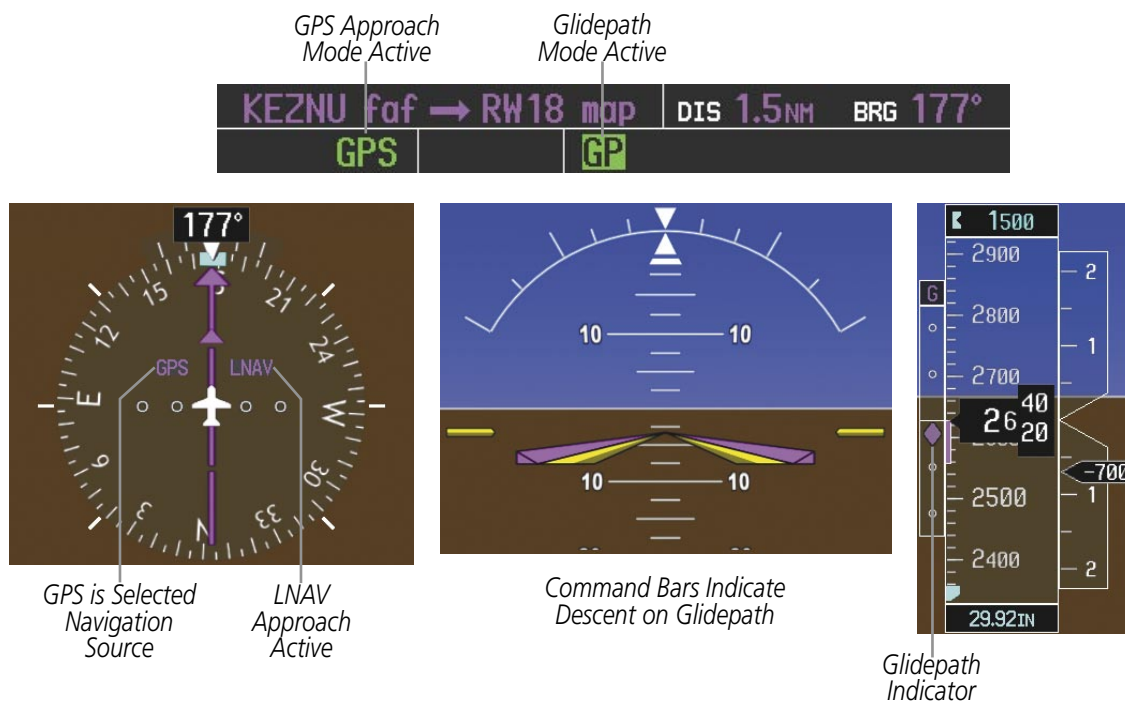 GPS Approach
Mode Active
Glidepath
Mode Active
KEZNU faf → RW18 map DIS 1.5NM BRG 177°
GPS GP
177°
15 S 21
12 24
GPS LNAV
E W
6 30
3 N 33
10 10
10 10
1500
2900
2
G
2800
1
2700
40
26
20
-700
2500
1
2400
2
29.92IN
GPS is Selected
Navigation
Source
LNAV
Approach
Active
Command Bars Indicate
Descent on Glidepath
Glidepath
Indicator